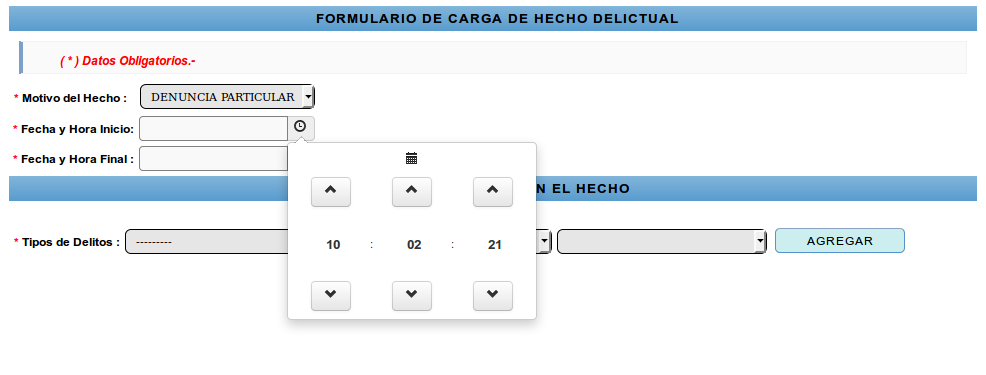 FORMULARIO DE CARGA DE HECHO DELICTUAL
( * ) Datos Obligatorios.-
* Motivo del Hecho : DENUNCIA PARTICULAR
* Fecha y Hora Inicio:
* Fecha y Hora Final :
N EL HECHO
* Tipos de Delitos : --------- AGREGAR
10 : 02 : 21